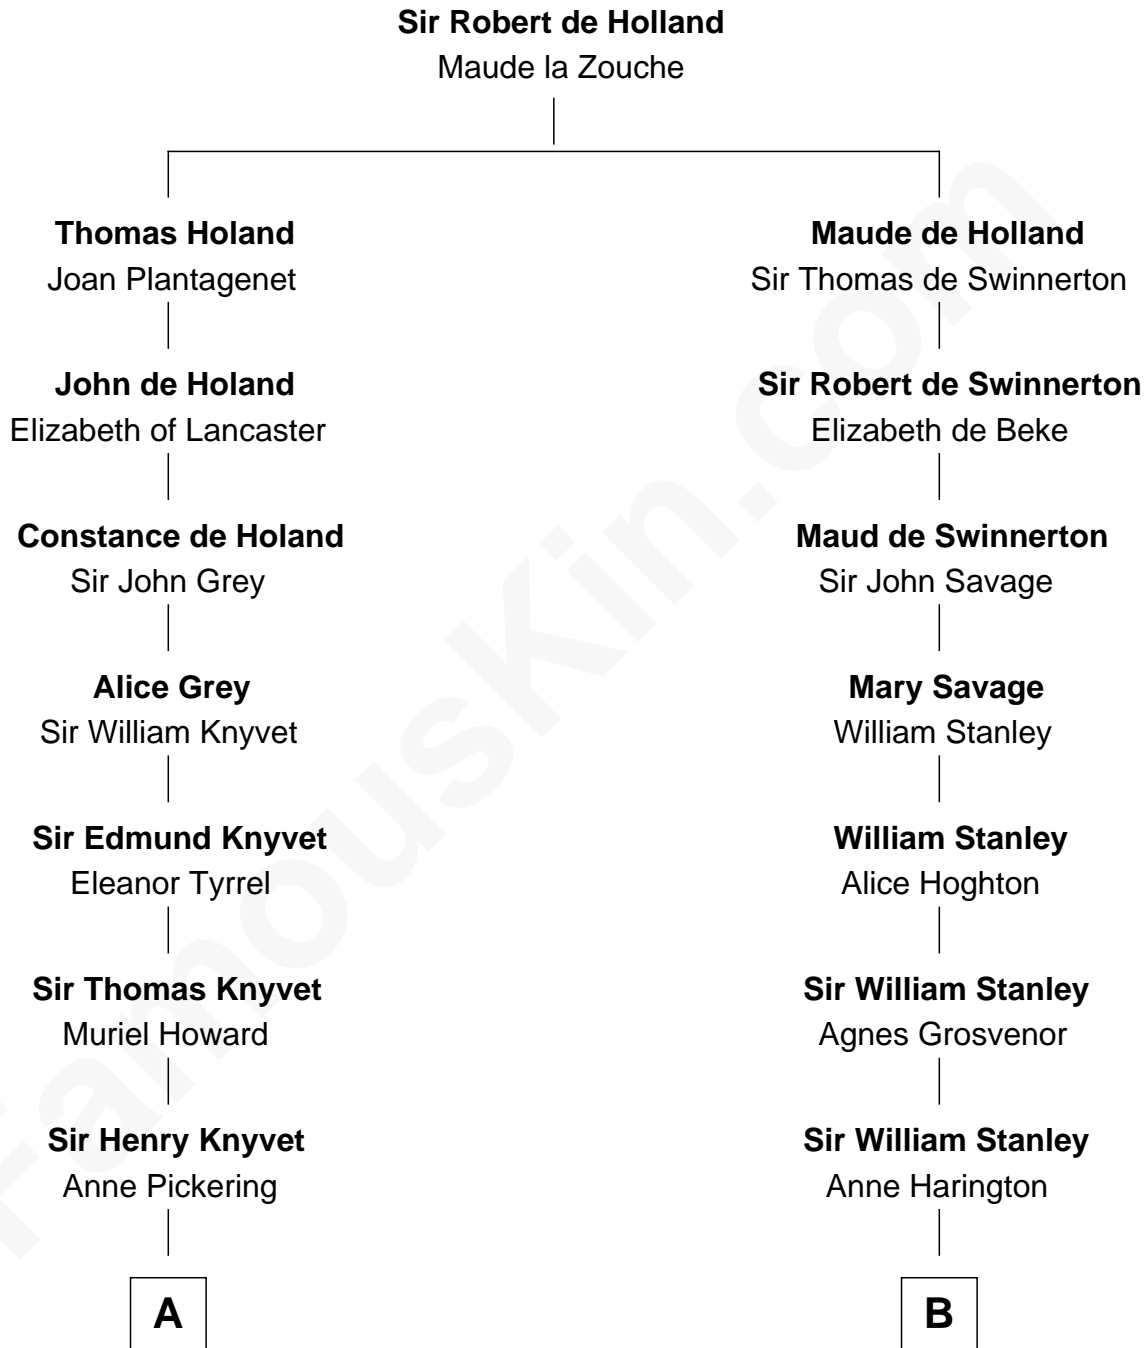 Sir Robert de Holland
Maude la Zouche
Thomas Holand
Joan Plantagenet
John de Holand
Elizabeth of Lancaster
Constance de Holand
Sir John Grey
Alice Grey
Sir William Knyvet
Sir Edmund Knyvet
Eleanor Tyrrel
Sir Thomas Knyvet
Muriel Howard
Sir Henry Knyvet
Anne Pickering
A
Maude de Holland
Sir Thomas de Swinnerton
Sir Robert de Swinnerton
Elizabeth de Beke
Maud de Swinnerton
Sir John Savage
Mary Savage
William Stanley
William Stanley
Alice Hoghton
Sir William Stanley
Agnes Grosvenor
Sir William Stanley
Anne Harington
B
FamousKin.com